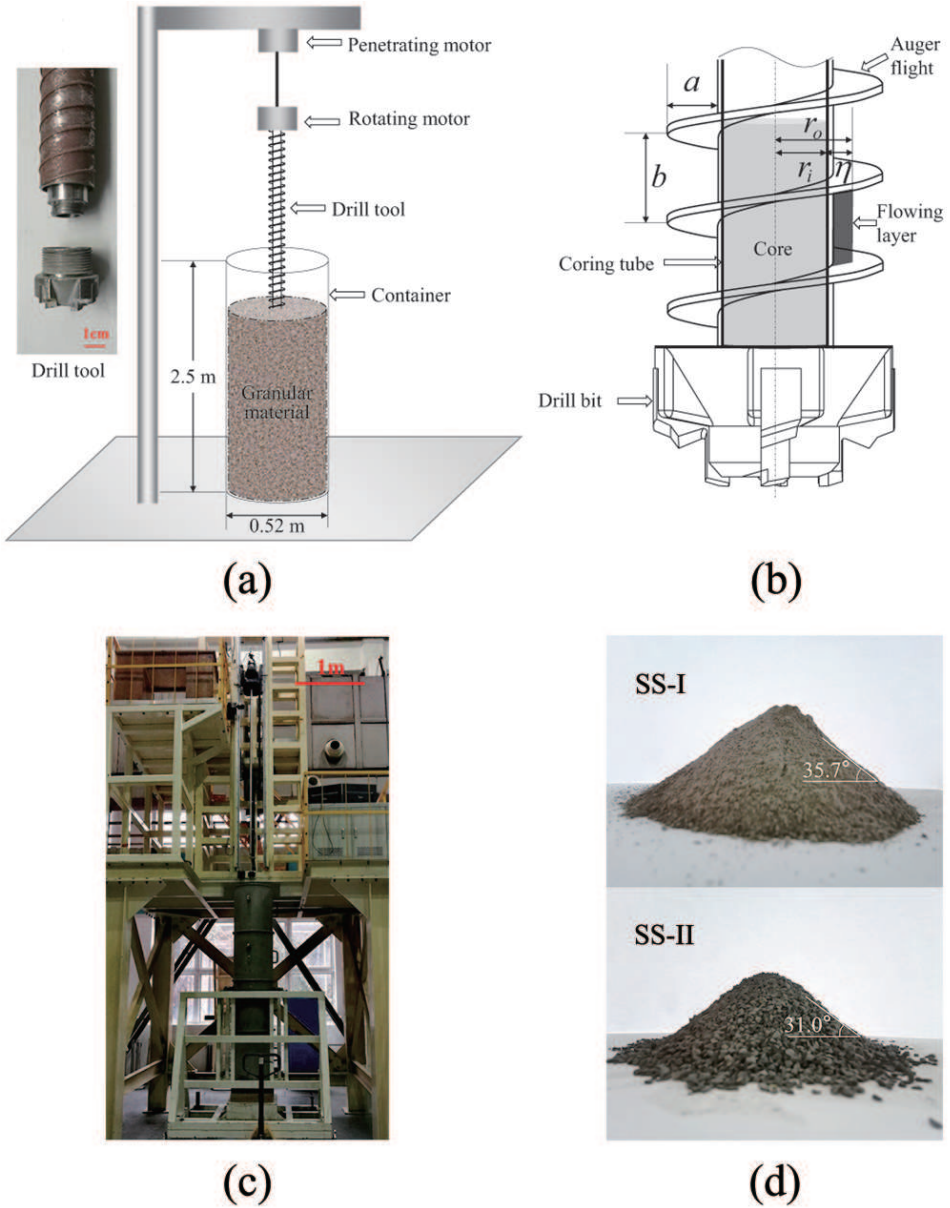 Penetrating motor
Rotating motor
Drill tool
Container
2.5 m
Granular
material
0.52 m
1cm
Drill tool
(a)
Auger
flight
a
r_o
b
r_i
η
Flowing
layer
Core
Coring tube
Drill bit
(b)
1m
(c)
SS-I
35.7°
SS-II
31.0°
(d)